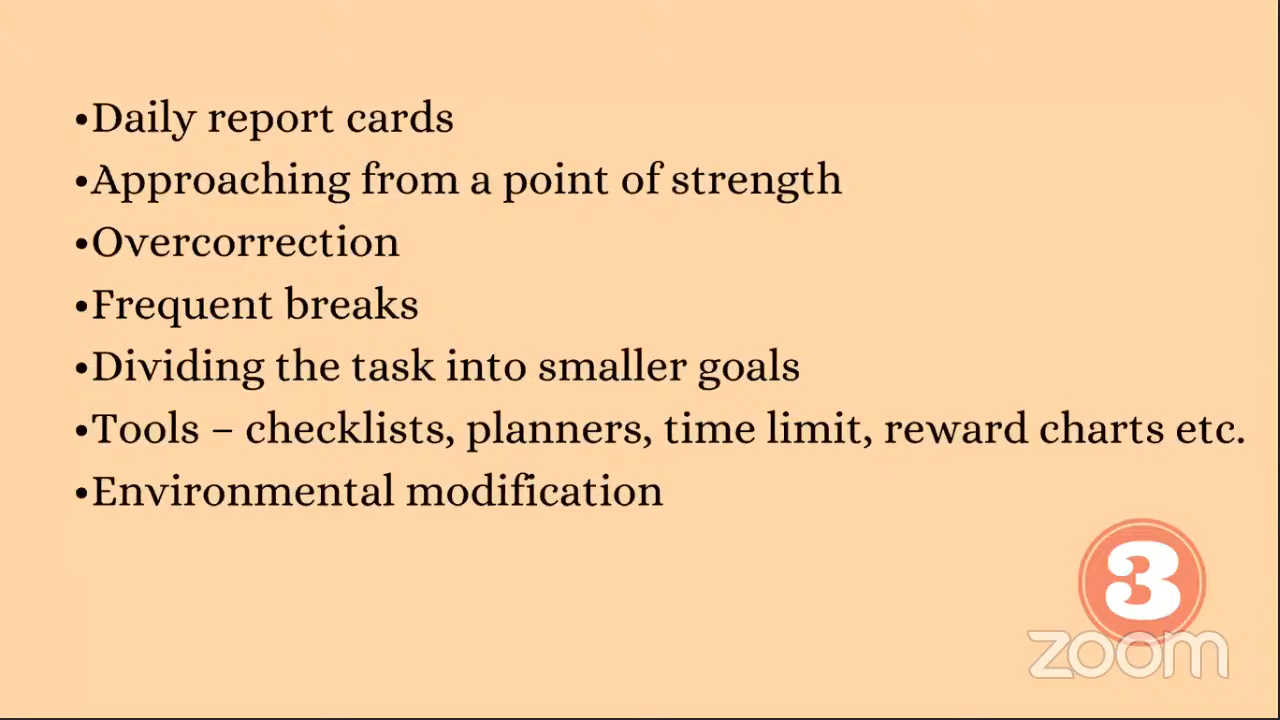 •Daily report cards
•Approaching from a point of strength
•Overcorrection
•Frequent breaks
•Dividing the task into smaller goals
•Tools – checklists, planners, time limit, reward charts etc.
•Environmental modification
3
zoom